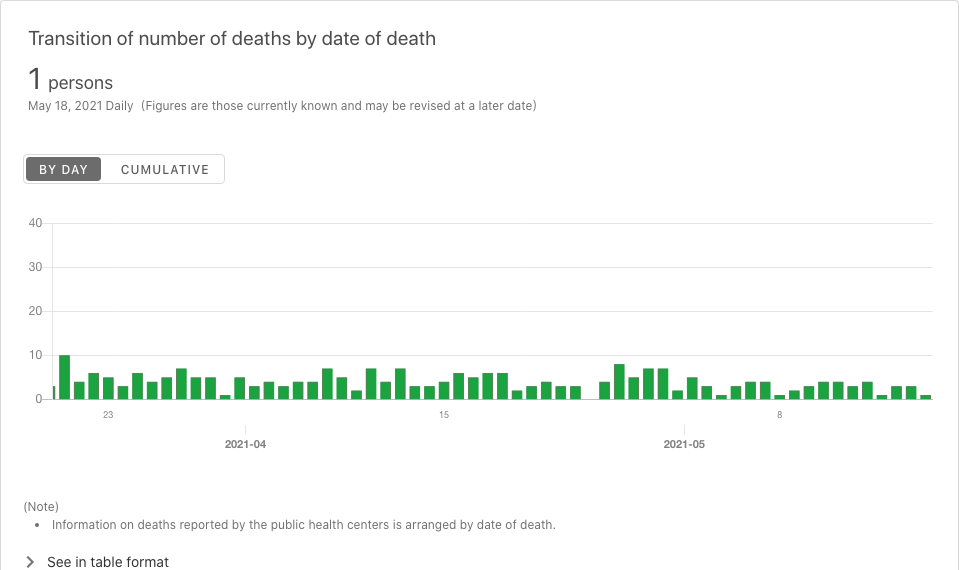 Transition of number of deaths by date of death
1 persons
May 18, 2021 Daily (Figures are those currently known and may be revised at a later date)
BY DAY CUMULATIVE
40
30
20
10
0
23 15 8
2021-04 2021-05
(Note)
• Information on deaths reported by the public health centers is arranged by date of death.
See in table format